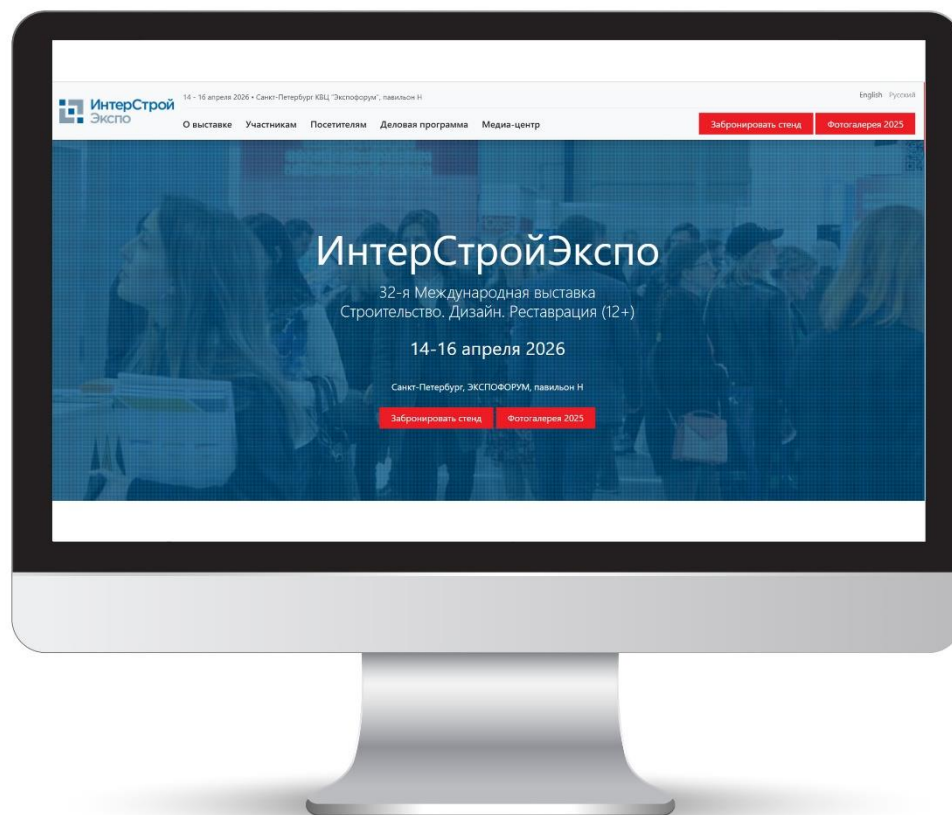 ИнтерСтрой
Экспо
14 - 16 апреля 2026 • Санкт-Петербург КВЦ "Экспофорум", павильон H
English Русский
О выставке Участникам Посетителям Деловая программа Медиа-центр
Забронировать стенд Фотогалерея 2025
ИнтерСтройЭкспо
32-я Международная выставка
Строительство. Дизайн. Реставрация (12+)
14-16 апреля 2026
Санкт-Петербург, ЭКСПОФОРУМ, павильон H
Забронировать стенд Фотогалерея 2025